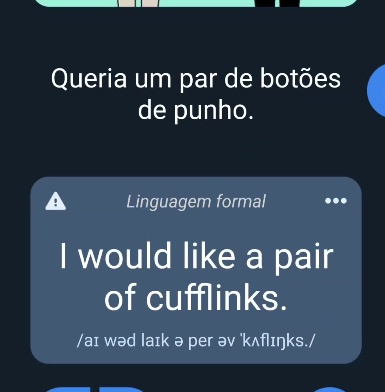 Queria um par de botões
de punho.
Linguagem formal
I would like a pair
of cufflinks.
/aɪ wəd laɪk ə per əv 'kʌflɪŋks./